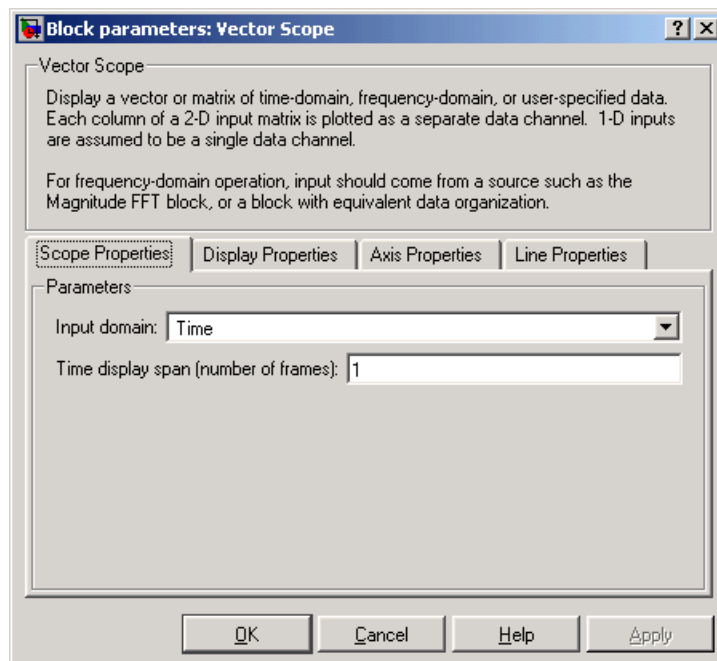 Block parameters: Vector Scope
Vector Scope
Display a vector or matrix of time-domain, frequency-domain, or user-specified data.
Each column of a 2-D input matrix is plotted as a separate data channel.  1-D inputs
are assumed to be a single data channel.
For frequency-domain operation, input should come from a source such as the
Magnitude FFT block, or a block with equivalent data organization.
Scope Properties Display Properties Axis Properties Line Properties
Parameters
Input domain: Time
Time display span (number of frames): 1
OK Cancel Help Apply